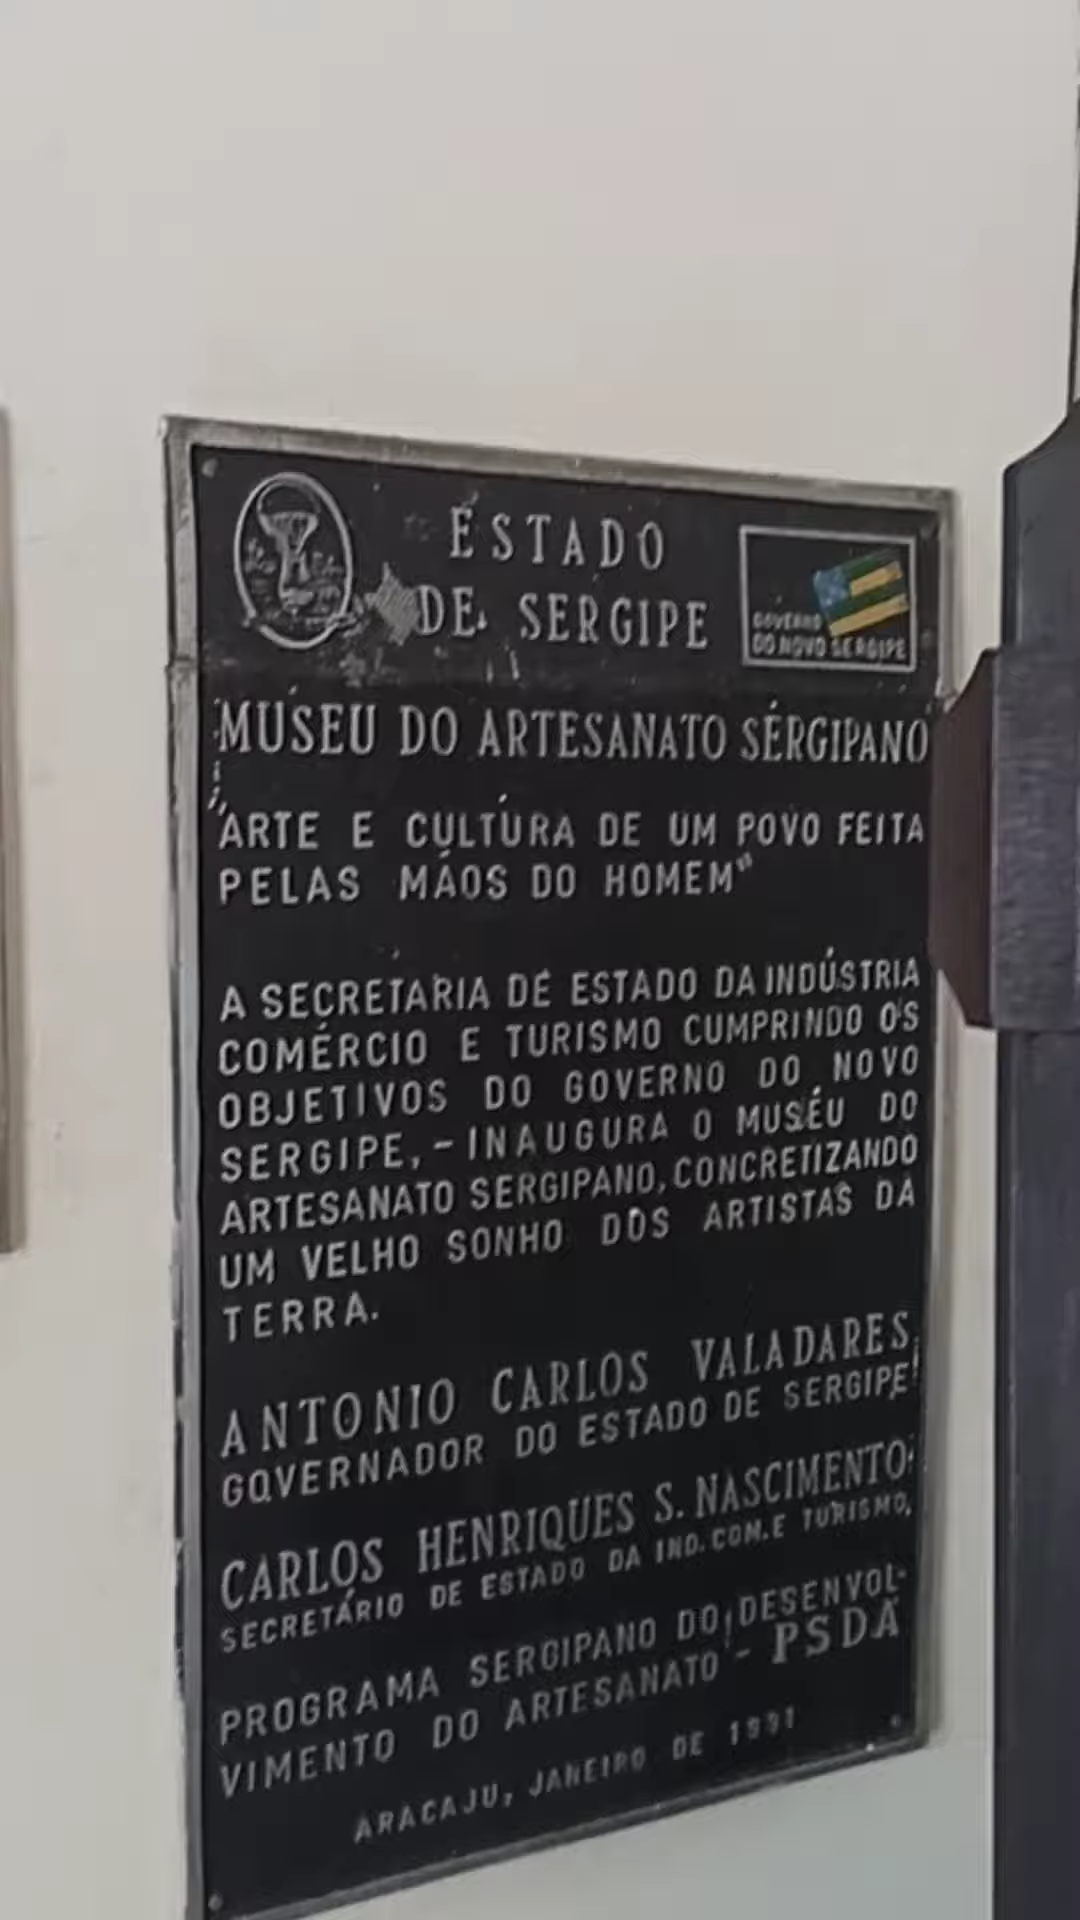 ESTADO
DE SERGIPE
GOVERNO
DO NOVO SERGIPE
MUSEU DO ARTESANATO SERGIPANO
"ARTE E CULTURA DE UM POVO FEITA
PELAS MÃOS DO HOMEM"
A SECRETARIA DE ESTADO DA INDÚSTRIA
COMÉRCIO E TURISMO CUMPRINDO OS
OBJETIVOS DO GOVERNO DO NOVO
SERGIPE, - INAUGURA O MUSEU DO
ARTESANATO SERGIPANO, CONCRETIZANDO
UM VELHO SONHO DOS ARTISTAS DA
TERRA.
ANTONIO CARLOS VALADARES
GOVERNADOR DO ESTADO DE SERGIPE
CARLOS HENRIQUES S. NASCIMENTO
SECRETÁRIO DE ESTADO DA IND. COM. E TURISMO,
PROGRAMA SERGIPANO DO DESENVOL-
VIMENTO DO ARTESANATO - PSDA
ARACAJU, JANEIRO DE 1991